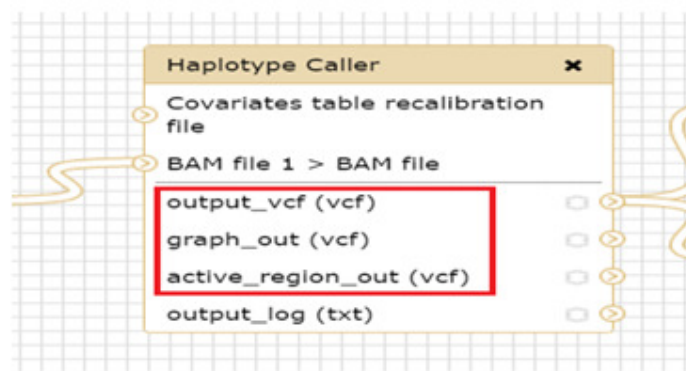 Haplotype Caller
Covariates table recalibration
file
BAM file 1 > BAM file
output_vcf (vcf)
graph_out (vcf)
active_region_out (vcf)
output_log (txt)